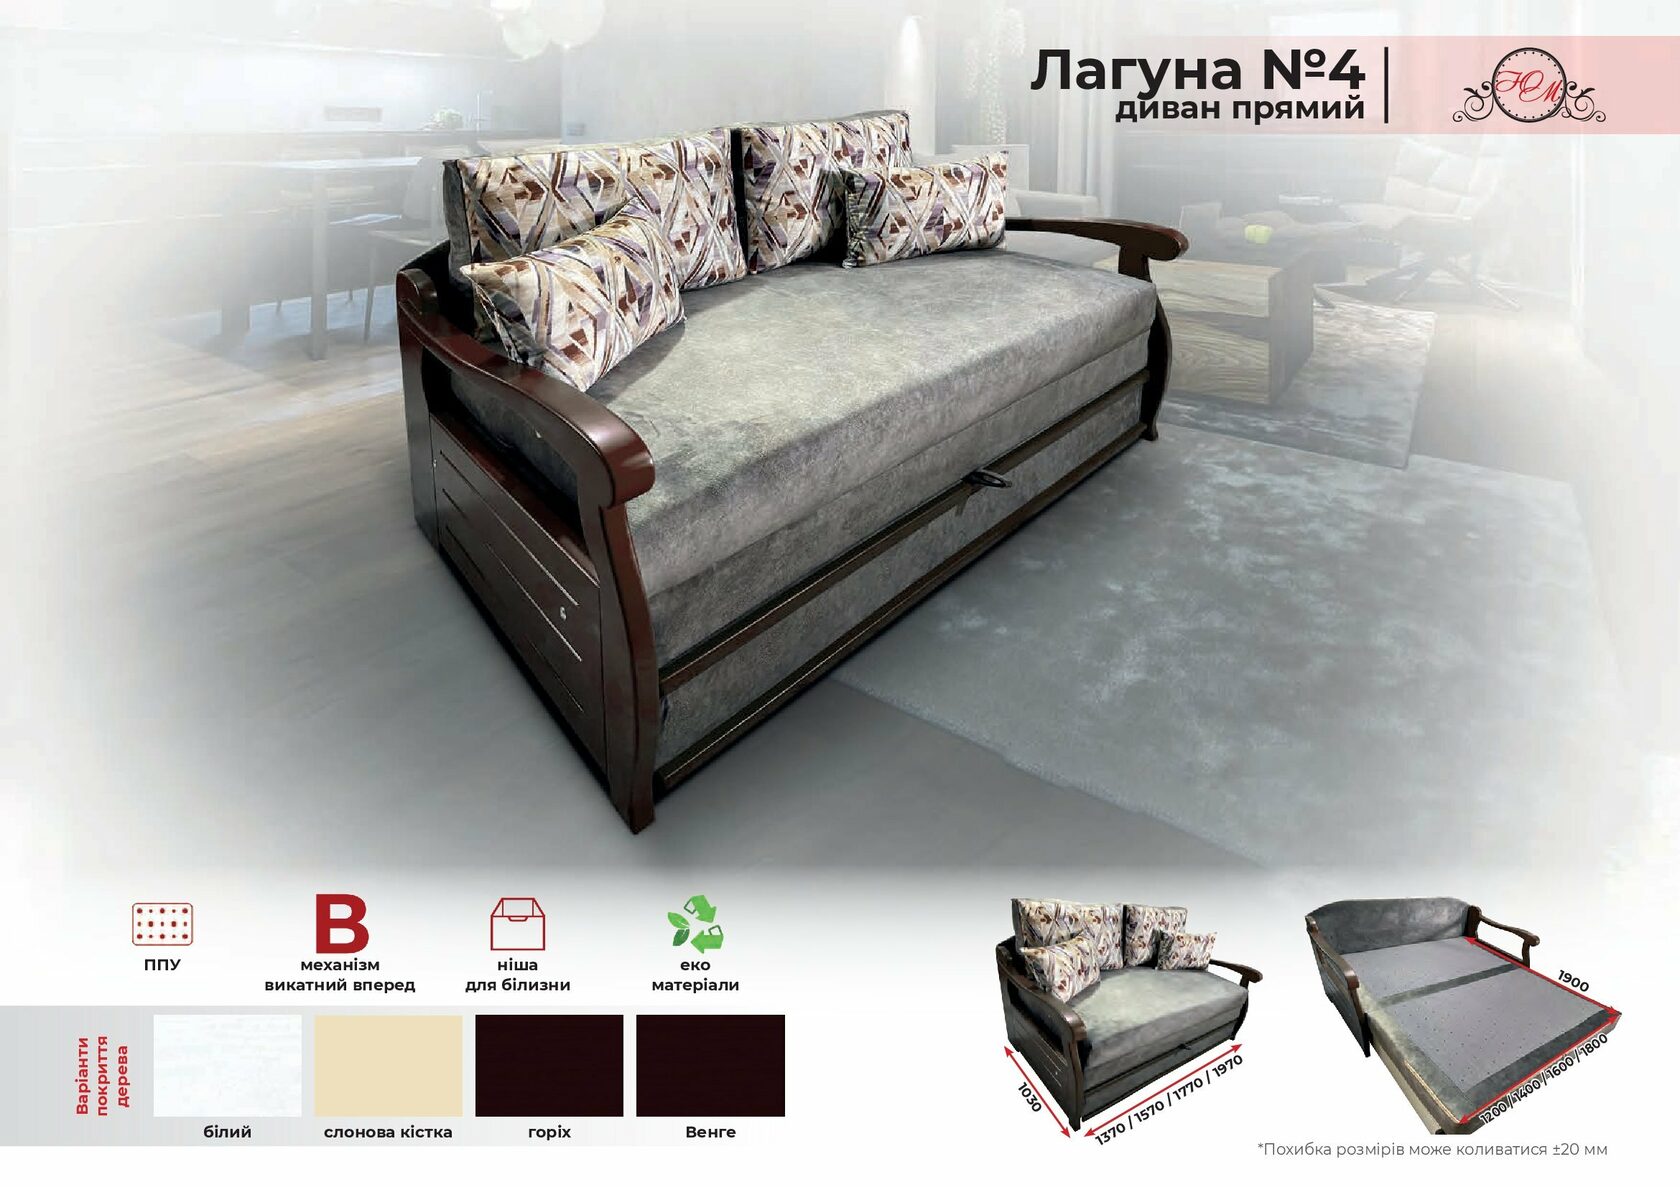 Лагуна №4
диван прямий
ЮМ
ППУ
В
механізм
викатний вперед
ніша
для білизни
еко
матеріали
Варіанти
покриття
дерева
білий
слонова кістка
горіх
Венге
1030
1370 / 1570 / 1770 / 1970
1900
1200 / 1400 / 1600 / 1800
*Похибка розмірів може коливатися ±20 мм